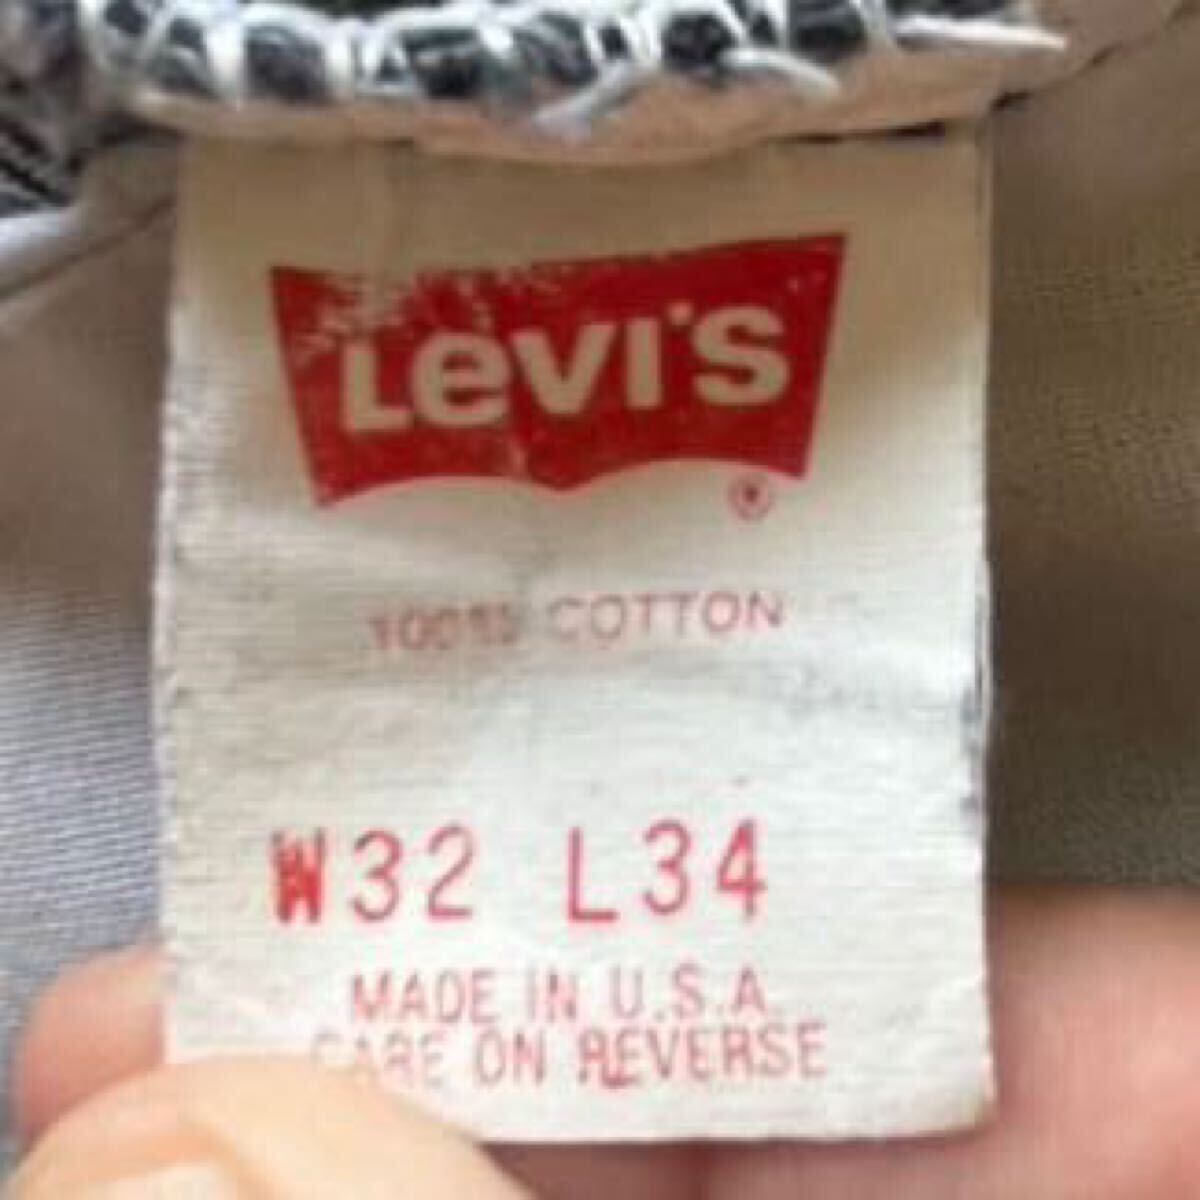 Levi's
®
100% COTTON
W32 L34
MADE IN U.S.A.
CARE ON REVERSE